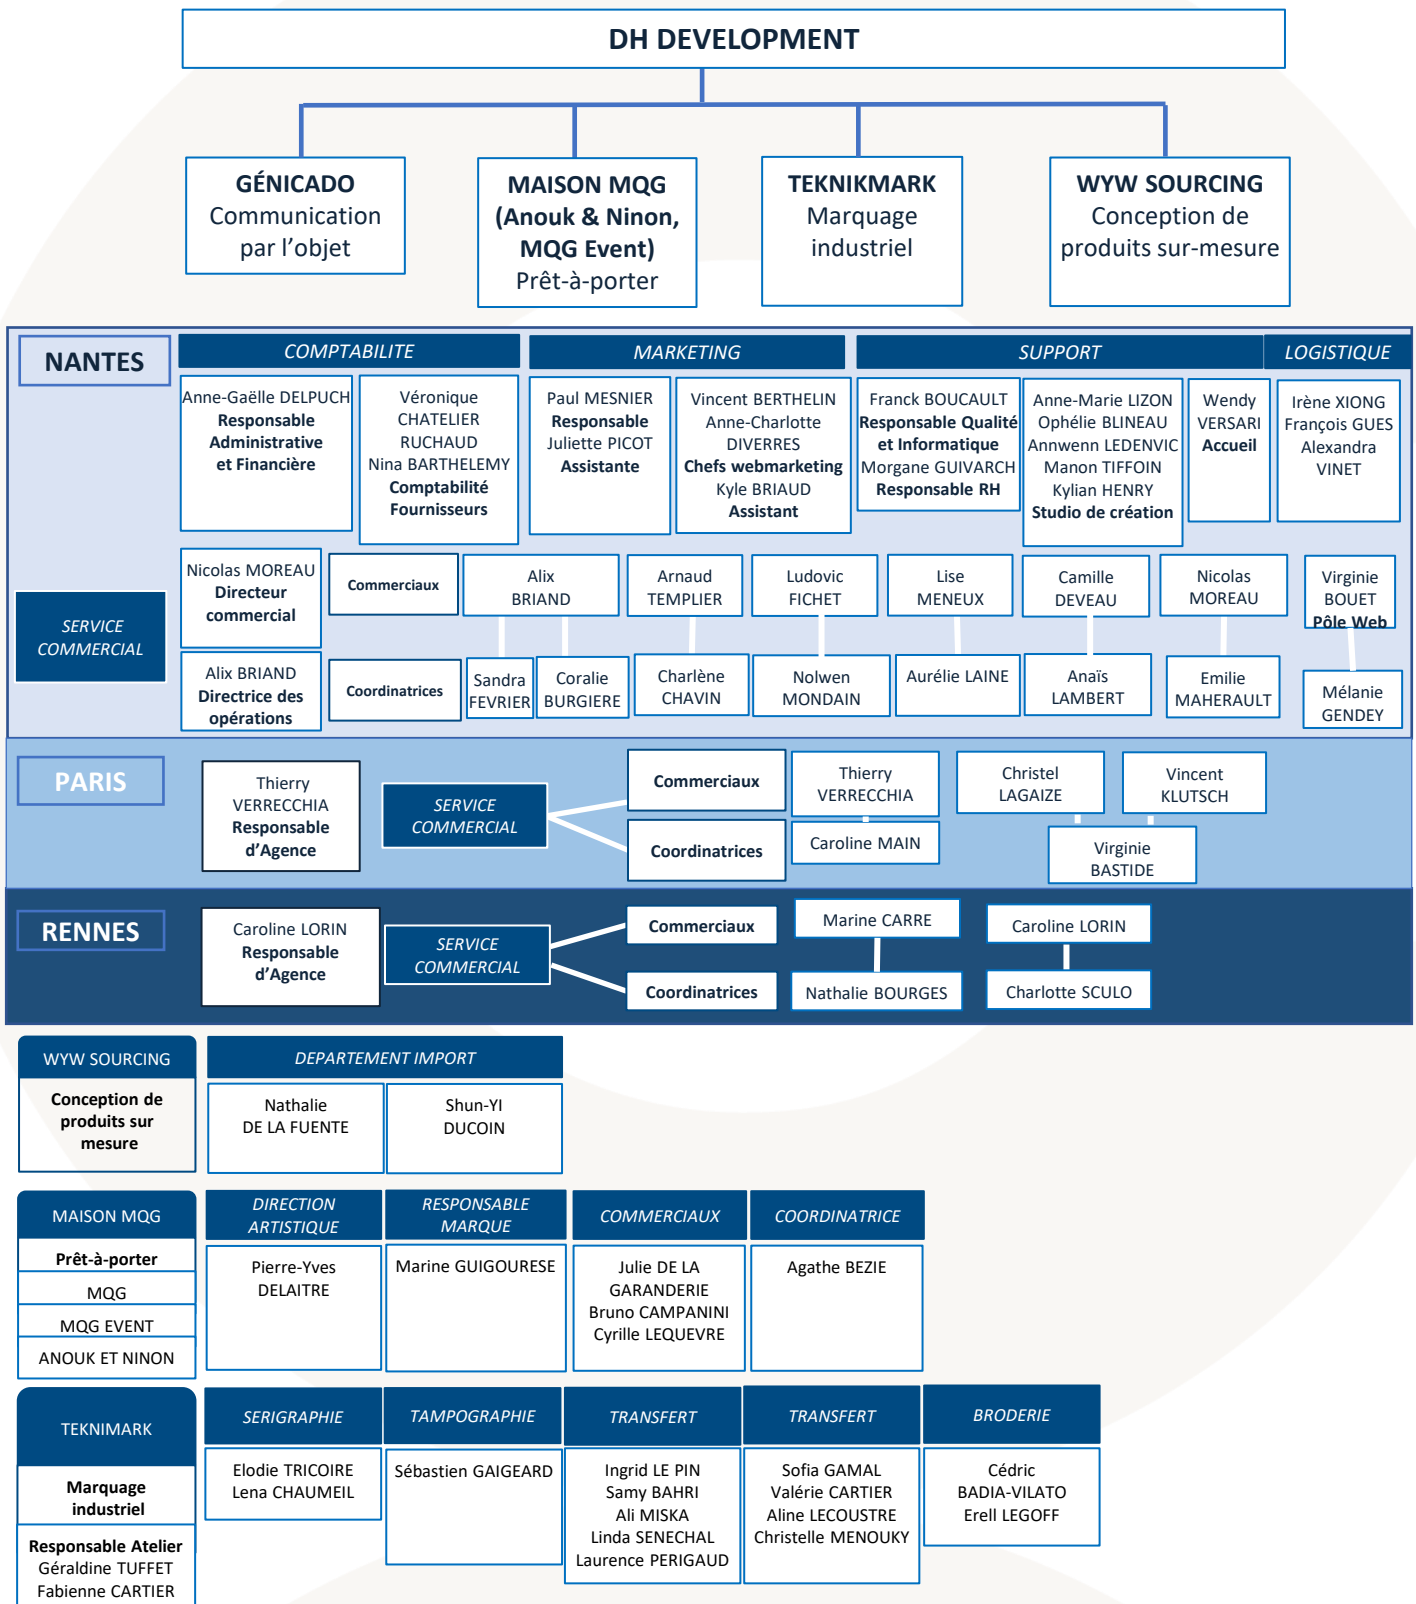 DH DEVELOPMENT
GÉNICADO
Communication
par l’objet
MAISON MQG
(Anouk & Ninon,
MQG Event)
Prêt-à-porter
TEKNIKMARK
Marquage
industriel
WYW SOURCING
Conception de
produits sur-mesure
NANTES
COMPTABILITE
MARKETING
SUPPORT
LOGISTIQUE
Anne-Gaëlle DELPUCH
Responsable
Administrative
et Financière
Véronique
CHATELIER
RUCHAUD
Nina BARTHELEMY
Comptabilité
Fournisseurs
Paul MESNIER
Responsable
Juliette PICOT
Assistante
Vincent BERTHELIN
Anne-Charlotte
DIVERRES
Chefs webmarketing
Kyle BRIAUD
Assistant
Franck BOUCAULT
Responsable Qualité
et Informatique
Morgane GUIVARCH
Responsable RH
Anne-Marie LIZON
Ophélie BLINEAU
Annwenn LEDENVIC
Manon TIFFOIN
Kylian HENRY
Studio de création
Wendy
VERSARI
Accueil
Irène XIONG
François GUES
Alexandra
VINET
SERVICE
COMMERCIAL
Nicolas MOREAU
Directeur
commercial
Commerciaux
Alix
BRIAND
Arnaud
TEMPLIER
Ludovic
FICHET
Lise
MENEUX
Camille
DEVEAU
Nicolas
MOREAU
Virginie
BOUET
Pôle Web
Alix BRIAND
Directrice des
opérations
Coordinatrices
Sandra
FEVRIER
Coralie
BURGIERE
Charlène
CHAVIN
Nolwen
MONDAIN
Aurélie LAINE
Anaïs
LAMBERT
Emilie
MAHERAULT
Mélanie
GENDEY
PARIS
Thierry
VERRECCHIA
Responsable
d’Agence
SERVICE
COMMERCIAL
Commerciaux
Thierry
VERRECCHIA
Christel
LAGAIZE
Vincent
KLUTSCH
Coordinatrices
Caroline MAIN
Virginie
BASTIDE
RENNES
Caroline LORIN
Responsable
d’Agence
SERVICE
COMMERCIAL
Commerciaux
Marine CARRE
Caroline LORIN
Coordinatrices
Nathalie BOURGES
Charlotte SCULO
WYW SOURCING
Conception de
produits sur
mesure
DEPARTEMENT IMPORT
Nathalie
DE LA FUENTE
Shun-YI
DUCOIN
MAISON MQG
Prêt-à-porter
MQG
MQG EVENT
ANOUK ET NINON
DIRECTION
ARTISTIQUE
Pierre-Yves
DELAITRE
RESPONSABLE
MARQUE
Marine GUIGOURESE
COMMERCIAUX
Julie DE LA
GARANDERIE
Bruno CAMPANINI
Cyrille LEQUEVRE
COORDINATRICE
Agathe BEZIE
TEKNIMARK
Marquage
industriel
Responsable Atelier
Géraldine TUFFET
Fabienne CARTIER
SERIGRAPHIE
Elodie TRICOIRE
Lena CHAUMEIL
TAMPOGRAPHIE
Sébastien GAIGEARD
TRANSFERT
Ingrid LE PIN
Samy BAHRI
Ali MISKA
Linda SENECHAL
Laurence PERIGAUD
TRANSFERT
Sofia GAMAL
Valérie CARTIER
Aline LECOUSTRE
Christelle MENOUKY
BRODERIE
Cédric
BADIA-VILATO
Erell LEGOFF